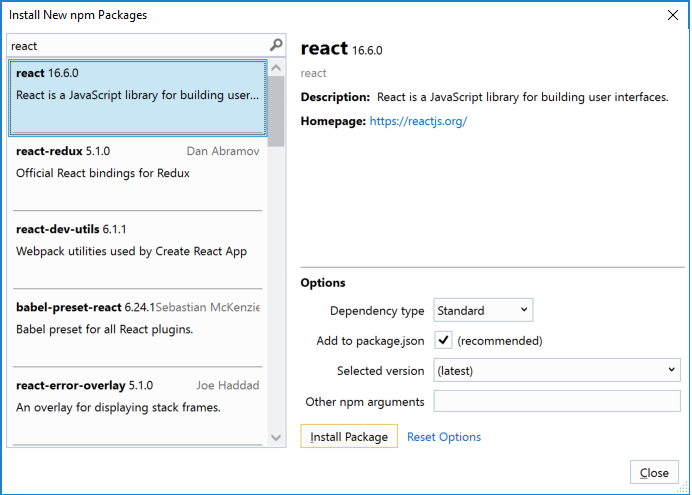 Install New npm Packages
react
react 16.6.0
React is a JavaScript library for building user...
react-redux 5.1.0 Dan Abramov
Official React bindings for Redux
react-dev-utils 6.1.1
Webpack utilities used by Create React App
babel-preset-react 6.24.1 Sebastian McKenzie
Babel preset for all React plugins.
react-error-overlay 5.1.0 Joe Haddad
An overlay for displaying stack frames.
react 16.6.0
react
Description: React is a JavaScript library for building user interfaces.
Homepage: https://reactjs.org/
Options
Dependency type Standard
Add to package.json (recommended)
Selected version (latest)
Other npm arguments
Install Package Reset Options
Close